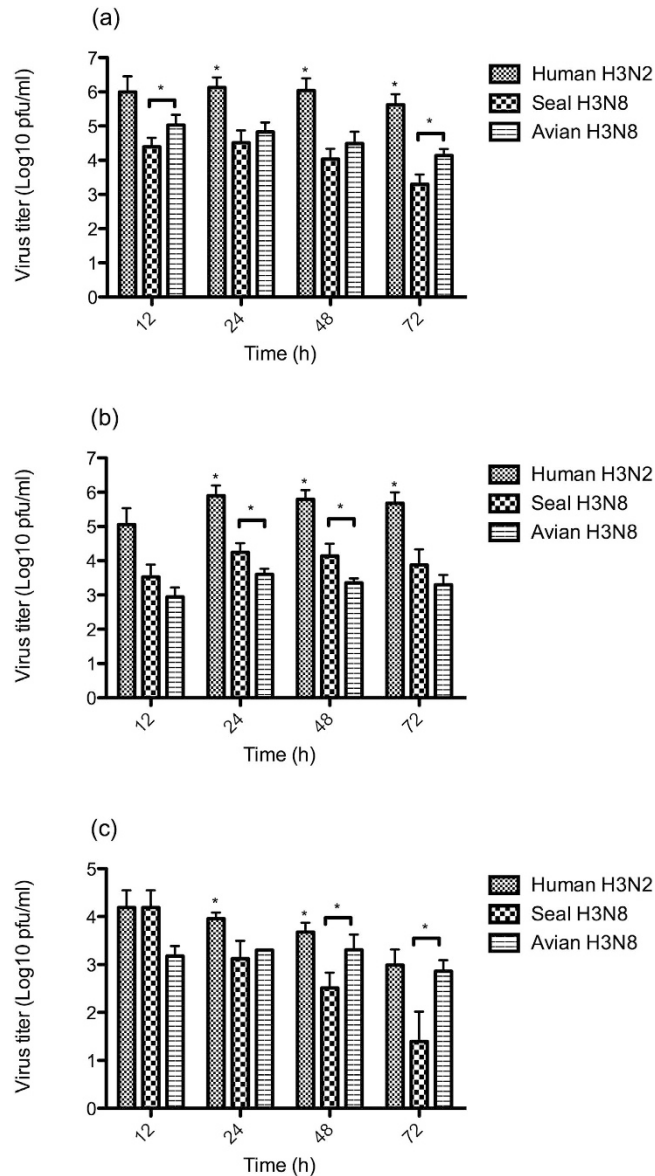 (a)
Virus titer (Log10 pfu/ml)
7
6
5
4
3
2
1
0
*
*
*
*
*
12
24
48
72
Time (h)
Human H3N2
Seal H3N8
Avian H3N8
(b)
Virus titer (Log10 pfu/ml)
7
6
5
4
3
2
1
0
*
*
*
*
*
12
24
48
72
Time (h)
Human H3N2
Seal H3N8
Avian H3N8
(c)
Virus titer (Log10 pfu/ml)
5
4
3
2
1
0
*
*
*
*
12
24
48
72
Time (h)
Human H3N2
Seal H3N8
Avian H3N8